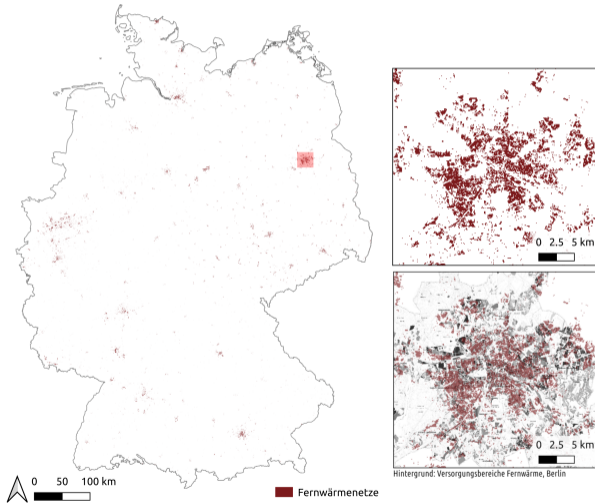 0 2.5 5 km
0 2.5 5 km
Hintergrund: Versorgungsbereiche Fernwärme, Berlin
0 50 100 km
Fernwärmenetze